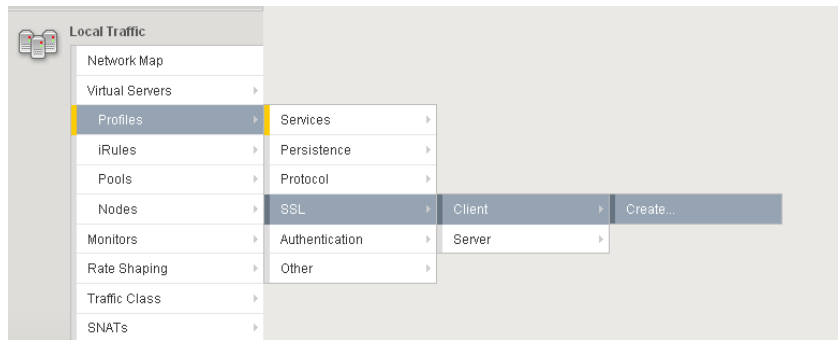 Local Traffic
Network Map
Virtual Servers
Profiles
Services
iRules
Persistence
Pools
Protocol
Nodes
SSL
Client
Create...
Monitors
Authentication
Server
Rate Shaping
Other
Traffic Class
SNATs